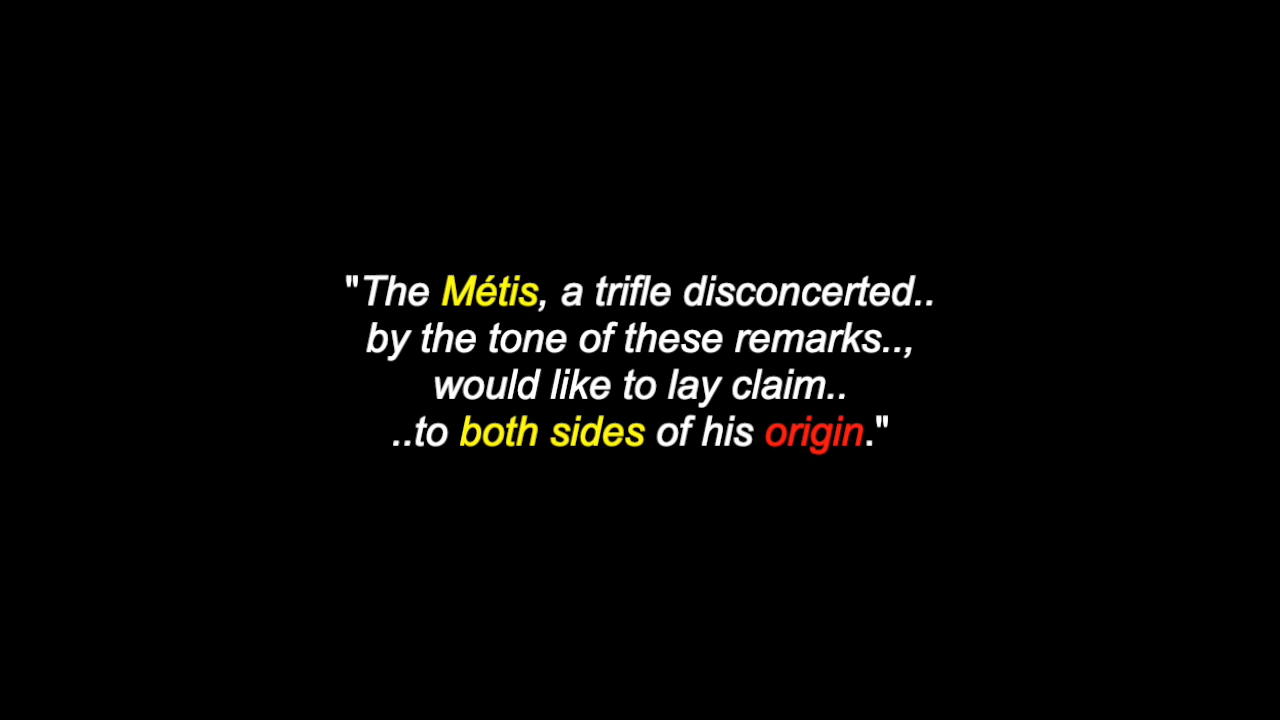 "The Métis, a trifle disconcerted..
by the tone of these remarks..,
would like to lay claim..
..to both sides of his origin."